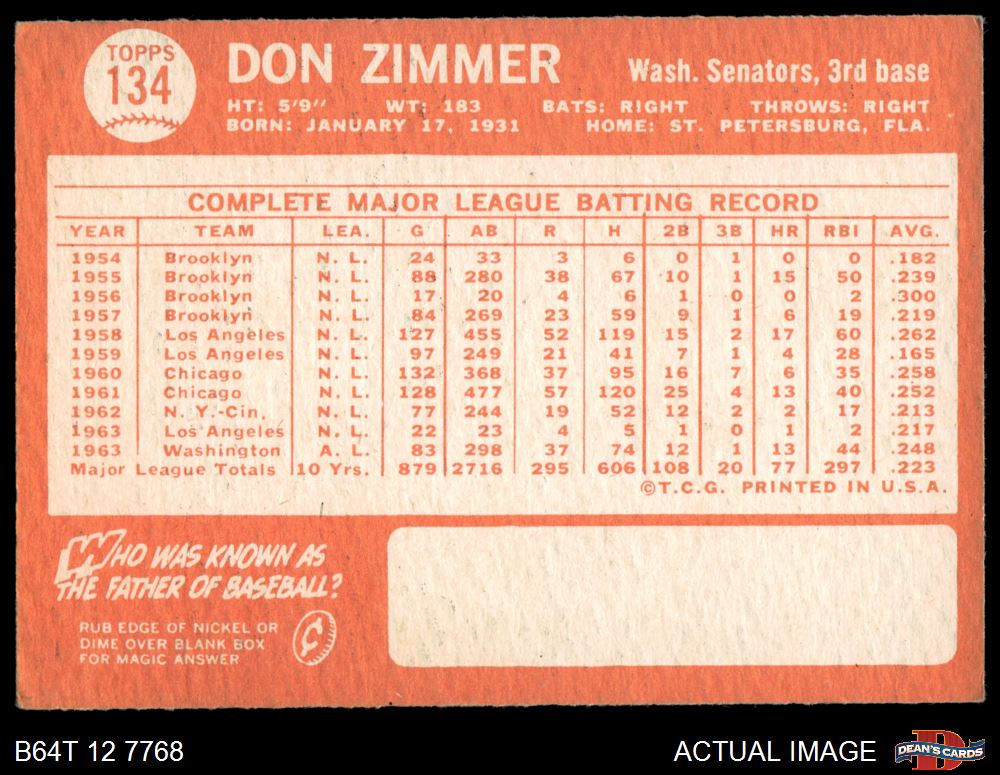 TOPPS
134
DON ZIMMER
Wash. Senators, 3rd base
HT: 5'9" WT: 183 BATS: RIGHT THROWS: RIGHT
BORN: JANUARY 17, 1931 HOME: ST. PETERSBURG, FLA.
COMPLETE MAJOR LEAGUE BATTING RECORD
YEAR TEAM LEA. G AB R H 2B 3B HR RBI AVG.
1954 Brooklyn N. L. 24 33 3 6 0 1 0 0 .182
1955 Brooklyn N. L. 88 280 38 67 10 1 15 50 .239
1956 Brooklyn N. L. 17 20 4 6 1 0 0 2 .300
1957 Brooklyn N. L. 84 269 23 59 9 1 6 19 .219
1958 Los Angeles N. L. 127 455 52 119 15 2 17 60 .262
1959 Los Angeles N. L. 97 249 21 41 7 1 4 28 .165
1960 Chicago N. L. 132 368 37 95 16 7 6 35 .258
1961 Chicago N. L. 128 477 57 120 25 4 13 40 .252
1962 N. Y.-Cin. N. L. 77 244 19 52 12 2 2 17 .213
1963 Los Angeles N. L. 22 23 4 5 1 0 1 2 .217
1963 Washington A. L. 83 298 37 74 12 1 13 44 .248
Major League Totals 10 Yrs. 879 2716 295 606 108 20 77 297 .223
©T.C.G. PRINTED IN U.S.A.
WHO WAS KNOWN AS
THE FATHER OF BASEBALL?
RUB EDGE OF NICKEL OR
DIME OVER BLANK BOX
FOR MAGIC ANSWER
B64T 12 7768
ACTUAL IMAGE
DEAN'S CARDS